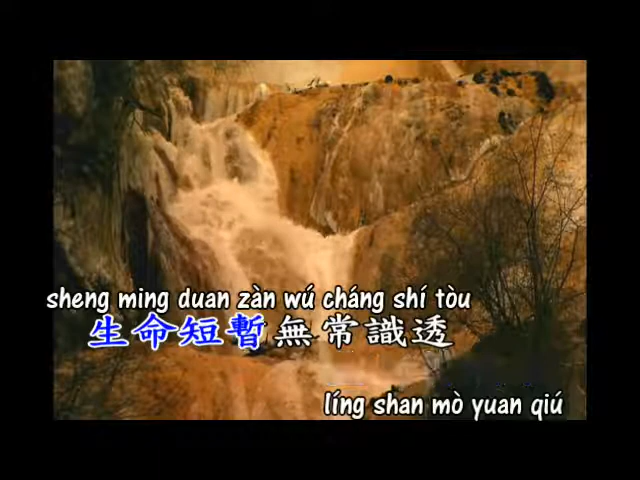 sheng ming duan zàn wú cháng shí tòu
生命短暫無常識透
líng shan mò yuan qiú